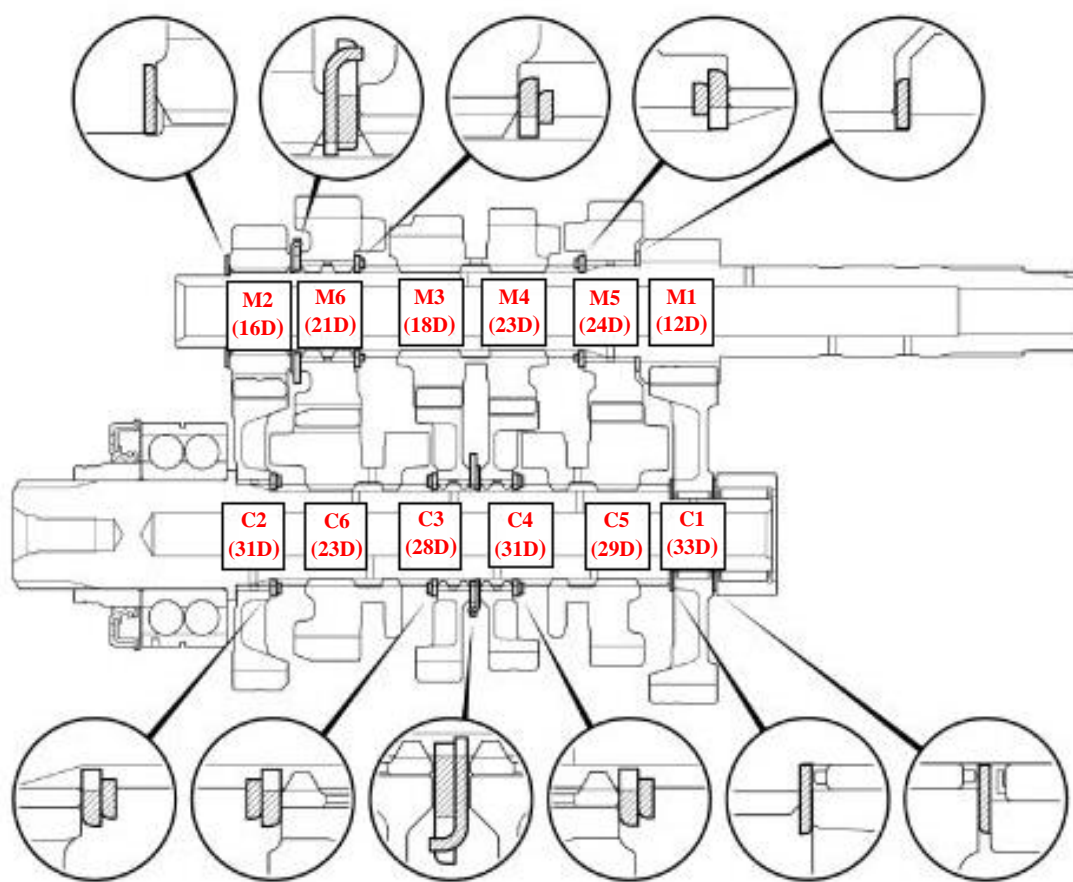 M2
(16D)
M6
(21D)
M3
(18D)
M4
(23D)
M5
(24D)
M1
(12D)
C2
(31D)
C6
(23D)
C3
(28D)
C4
(31D)
C5
(29D)
C1
(33D)